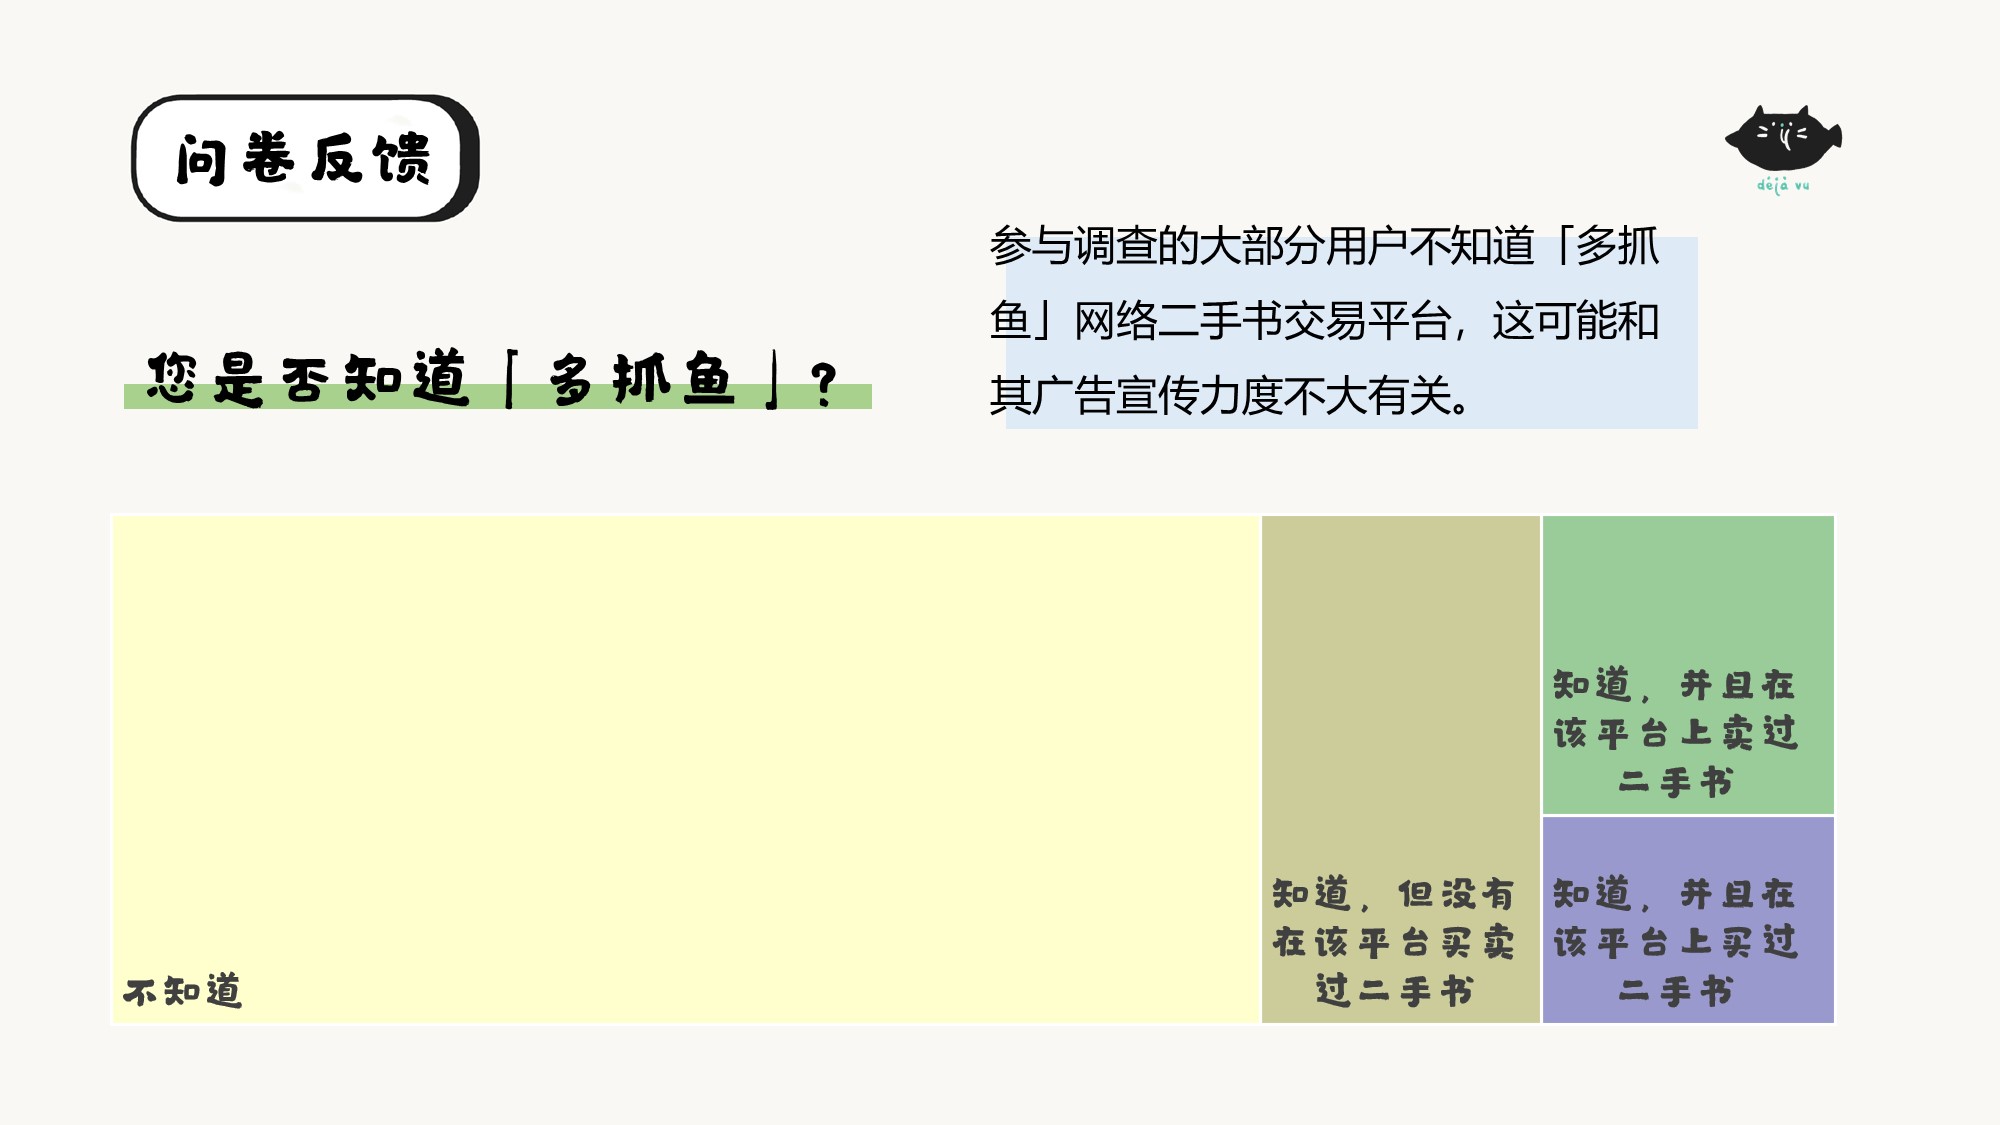 问卷反馈
déjà vu
您是否知道「多抓鱼」?
参与调查的大部分用户不知道「多抓
鱼」网络二手书交易平台，这可能和
其广告宣传力度不大有关。
不知道
知道，但没有
在该平台买卖
过二手书
知道，并且在
该平台上卖过
二手书
知道，并且在
该平台上买过
二手书